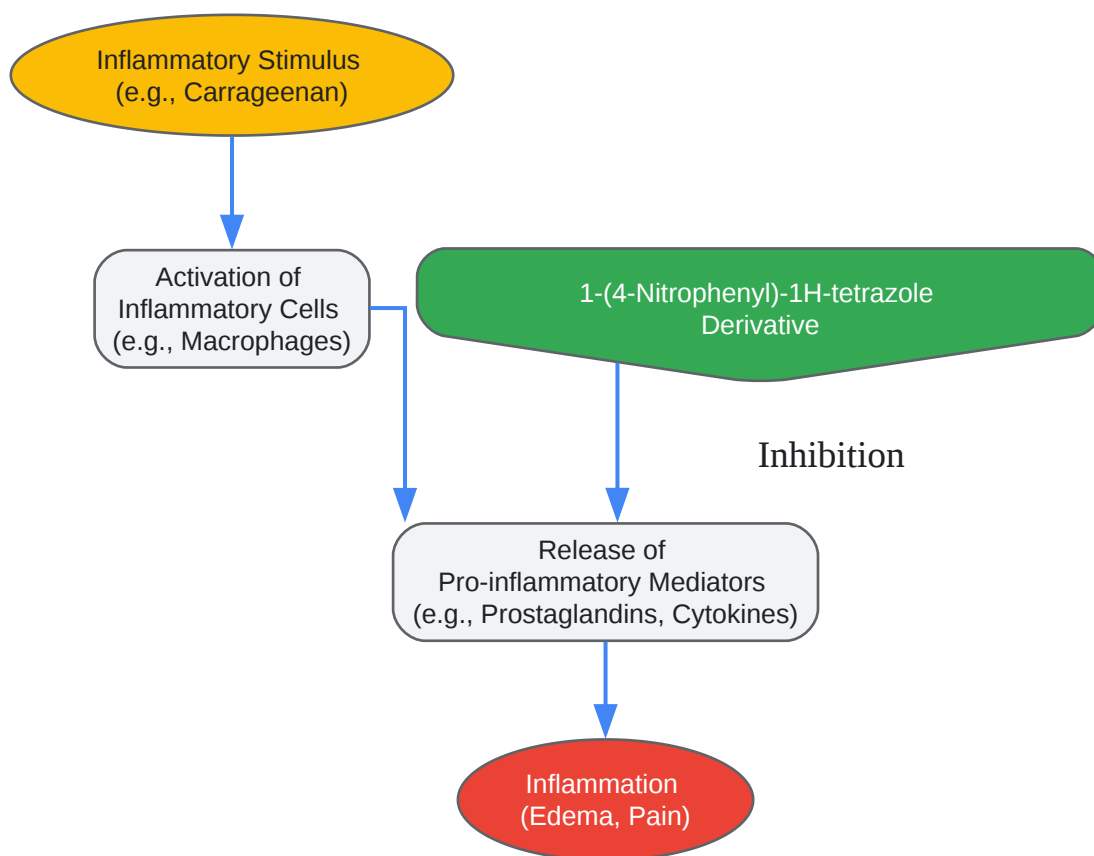 Inflammatory Stimulus
(e.g., Carrageenan)
Activation of
Inflammatory Cells
(e.g., Macrophages)
1-(4-Nitrophenyl)-1H-tetrazole
Derivative
Inhibition
Release of
Pro-inflammatory Mediators
(e.g., Prostaglandins, Cytokines)
Inflammation
(Edema, Pain)